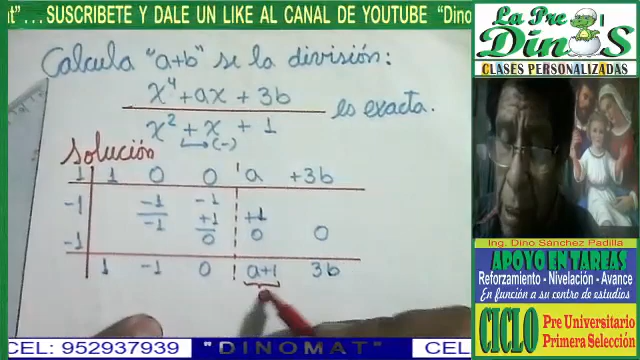 t"... SUSCRIBETE Y DALE UN LIKE AL CANAL DE YOUTUBE "Dino
La Pre
DinoS
CLASES PERSONALIZADAS
Calcula "a+b" se la división:
x⁴ + ax + 3b
x² + x + 1
es exacta.
(-)
Solución
1 1 0 0 a +3b
-1 -1 -1 +1
-1 +1
-1 0 0 0
1 -1 0 a+1 3b
Ing. Dino Sánchez Padilla
APOYO EN TAREAS
Reforzamiento - Nivelación - Avance
En función a su centro de estudios
CICLO Pre Universitario
Primera Selección
CEL: 952937939 "DINOMAT" CEL